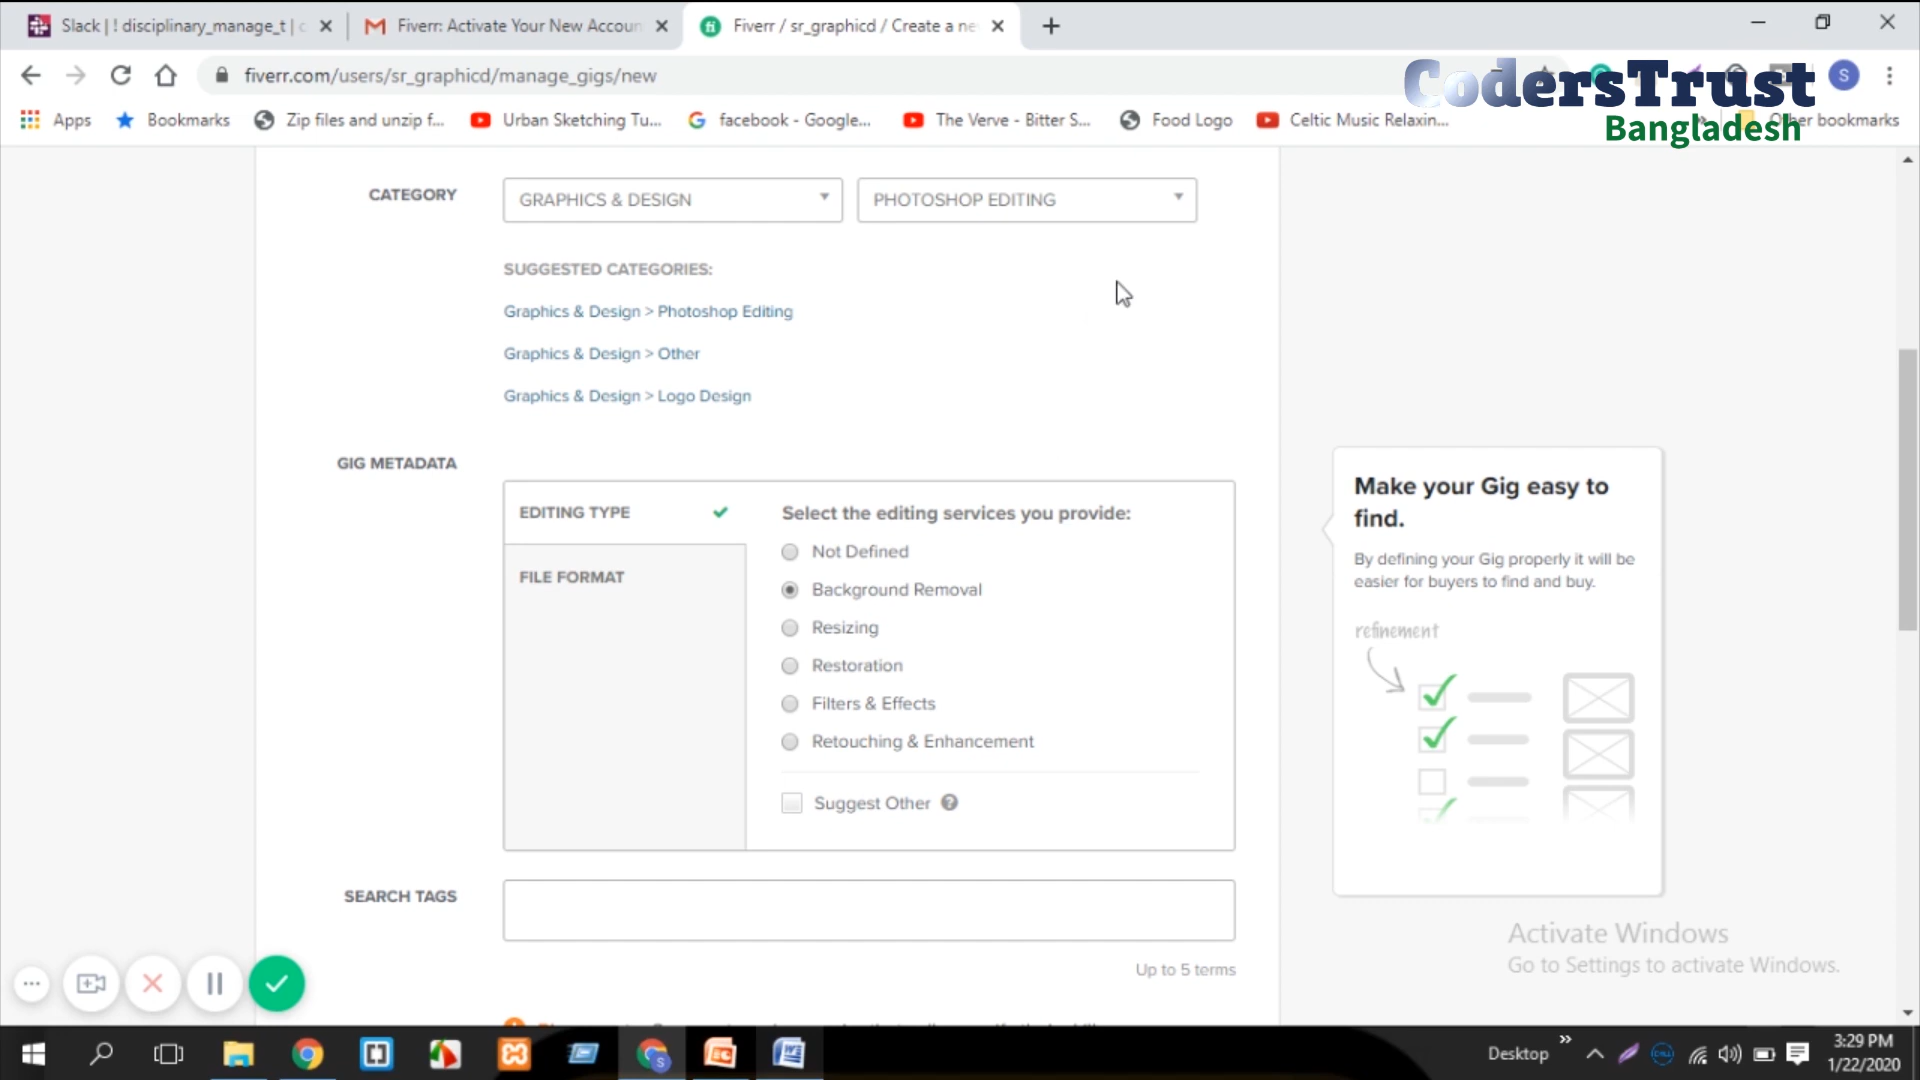 Slack | ! disciplinary_manage_t | c
Fiverr: Activate Your New Accoun
Fiverr / sr_graphicd / Create a ne
fiverr.com/users/sr_graphicd/manage_gigs/new
S
CodersTrust
Bangladesh
Apps
Bookmarks
Zip files and unzip f...
Urban Sketching Tu...
facebook - Google...
The Verve - Bitter S...
Food Logo
Celtic Music Relaxin...
Other bookmarks
CATEGORY
GRAPHICS & DESIGN
PHOTOSHOP EDITING
SUGGESTED CATEGORIES:
Graphics & Design > Photoshop Editing
Graphics & Design > Other
Graphics & Design > Logo Design
GIG METADATA
EDITING TYPE
FILE FORMAT
Select the editing services you provide:
Not Defined
Background Removal
Resizing
Restoration
Filters & Effects
Retouching & Enhancement
Suggest Other
SEARCH TAGS
Up to 5 terms
Make your Gig easy to
find.
By defining your Gig properly it will be
easier for buyers to find and buy.
refinement
Activate Windows
Go to Settings to activate Windows.
Desktop
3:29 PM
1/22/2020